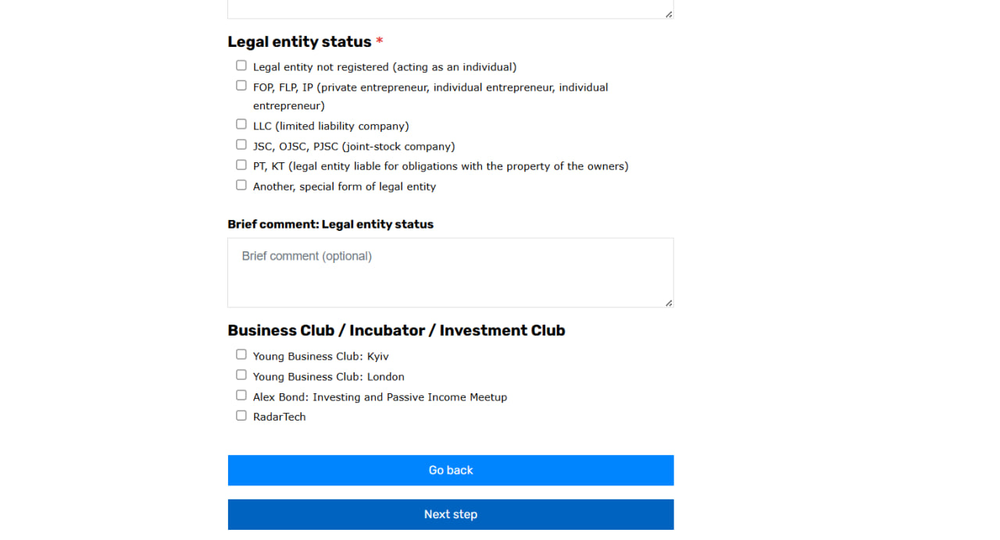 Legal entity status *
Legal entity not registered (acting as an individual)
FOP, FLP, IP (private entrepreneur, individual entrepreneur, individual
entrepreneur)
LLC (limited liability company)
JSC, OJSC, PJSC (joint-stock company)
PT, KT (legal entity liable for obligations with the property of the owners)
Another, special form of legal entity
Brief comment: Legal entity status
Brief comment (optional)
Business Club / Incubator / Investment Club
Young Business Club: Kyiv
Young Business Club: London
Alex Bond: Investing and Passive Income Meetup
RadarTech
Go back
Next step